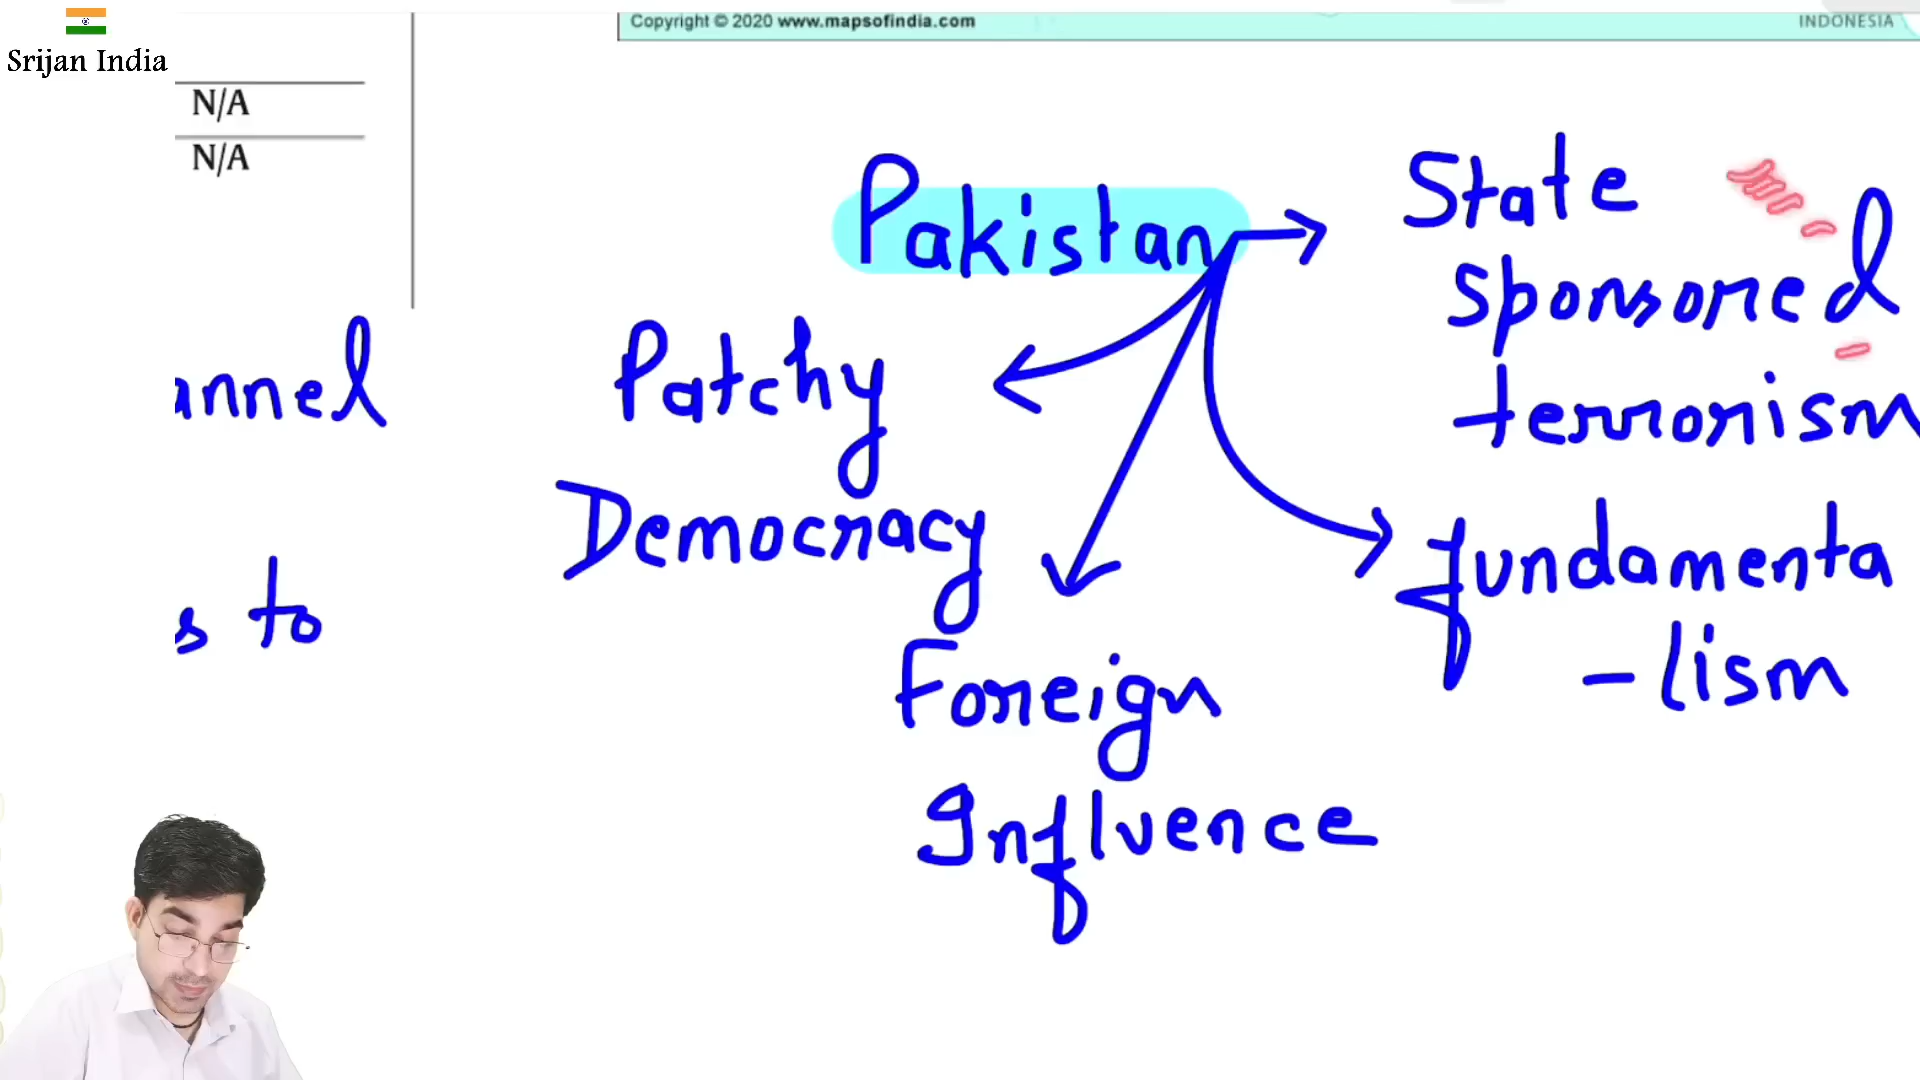 Srijan India
Copyright © 2020 www.mapsofindia.com
INDONESIA
N/A
N/A
Pakistan
State
sponsored
terrorism
Patchy
Democracy
Foreign
Influence
fundamenta
-lism
annel
s to